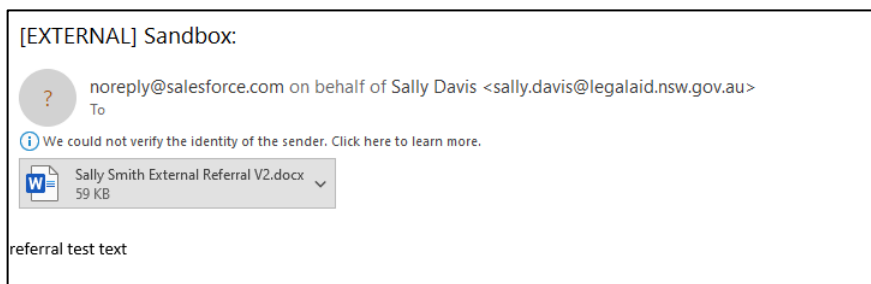 [EXTERNAL] Sandbox:
?
noreply@salesforce.com on behalf of Sally Davis <sally.davis@legalaid.nsw.gov.au>
To
i We could not verify the identity of the sender. Click here to learn more.
W Sally Smith External Referral V2.docx
59 KB
referral test text